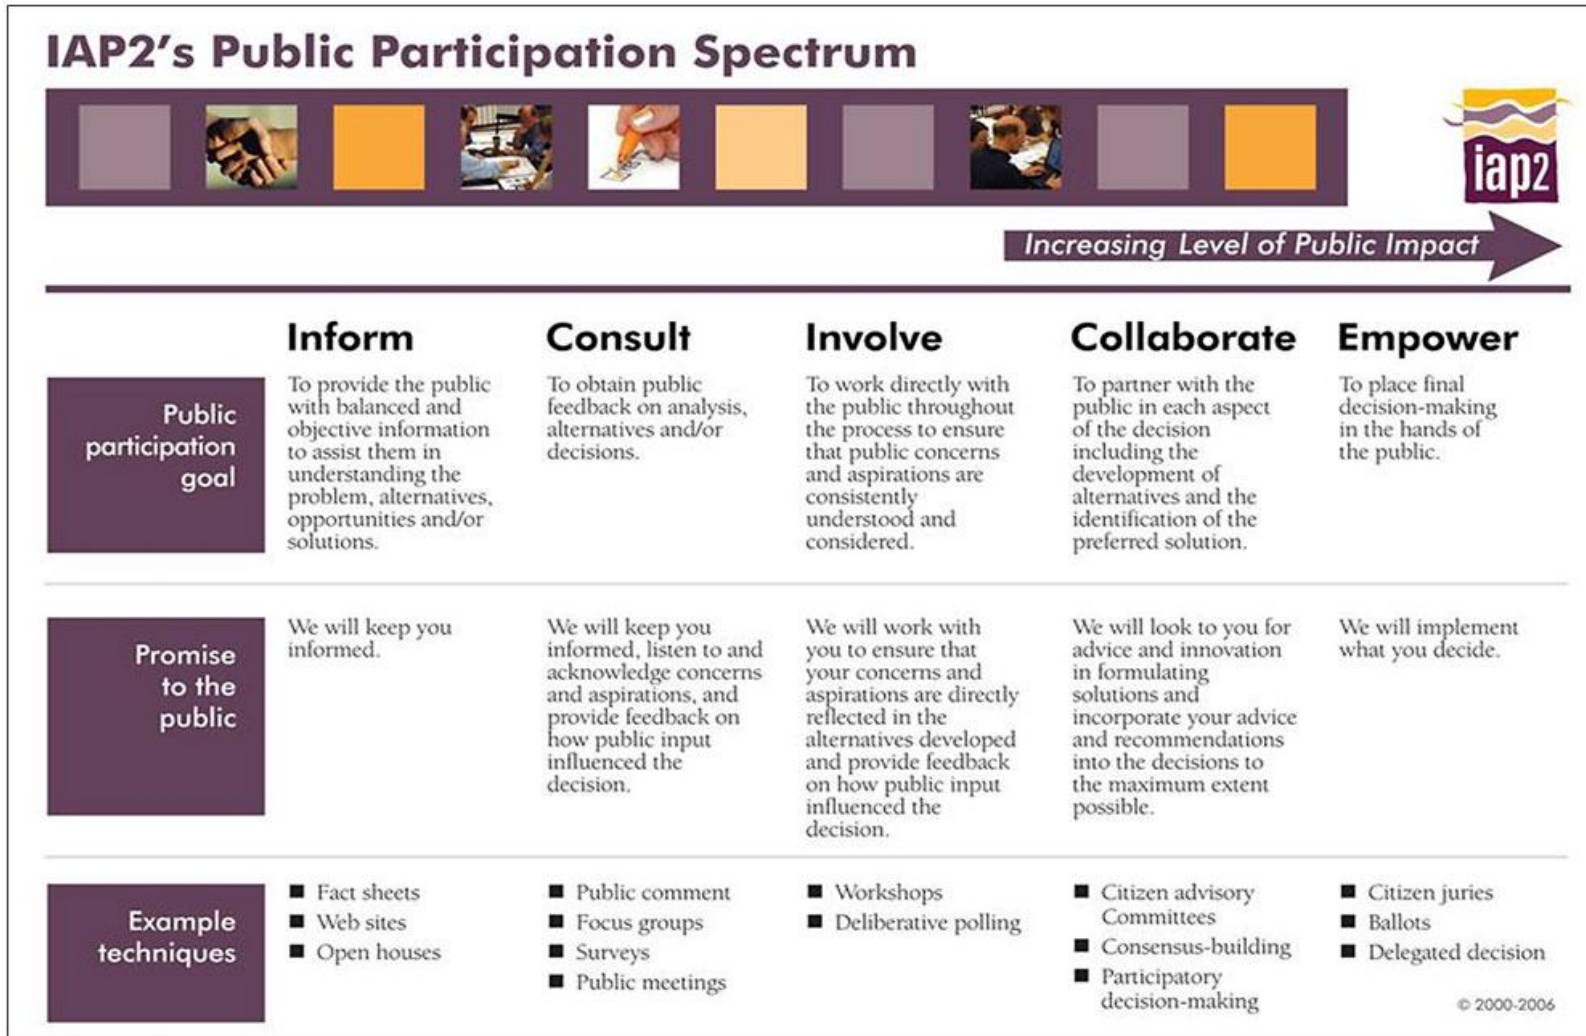 IAP2's Public Participation Spectrum
iap2
Increasing Level of Public Impact
Inform
Consult
Involve
Collaborate
Empower
Public
participation
goal
To provide the public
with balanced and
objective information
to assist them in
understanding the
problem, alternatives,
opportunities and/or
solutions.
To obtain public
feedback on analysis,
alternatives and/or
decisions.
To work directly with
the public throughout
the process to ensure
that public concerns
and aspirations are
consistently
understood and
considered.
To partner with the
public in each aspect
of the decision
including the
development of
alternatives and the
identification of the
preferred solution.
To place final
decision-making
in the hands of
the public.
Promise
to the
public
We will keep you
informed.
We will keep you
informed, listen to and
acknowledge concerns
and aspirations, and
provide feedback on
how public input
influenced the
decision.
We will work with
you to ensure that
your concerns and
aspirations are directly
reflected in the
alternatives developed
and provide feedback
on how public input
influenced the
decision.
We will look to you for
advice and innovation
in formulating
solutions and
incorporate your advice
and recommendations
into the decisions to
the maximum extent
possible.
We will implement
what you decide.
Example
techniques
■ Fact sheets
■ Web sites
■ Open houses
■ Public comment
■ Focus groups
■ Surveys
■ Public meetings
■ Workshops
■ Deliberative polling
■ Citizen advisory
Committees
■ Consensus-building
■ Participatory
decision-making
■ Citizen juries
■ Ballots
■ Delegated decision
© 2000-2006